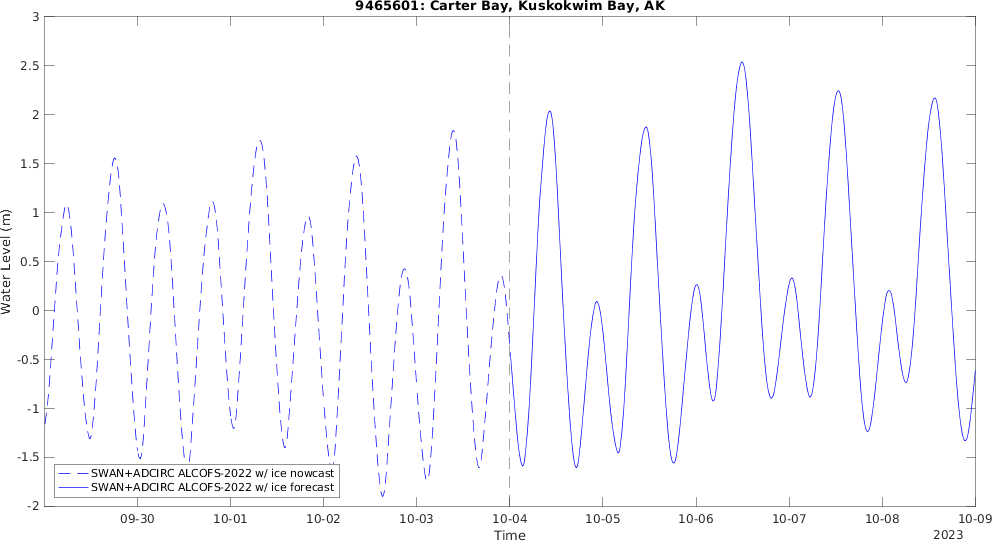 9465601: Carter Bay, Kuskokwim Bay, AK
3
2.5
2
1.5
1
0.5
0
-0.5
-1
-1.5
-2
Water Level (m)
SWAN+ADCIRC ALCOFS-2022 w/ ice nowcast
SWAN+ADCIRC ALCOFS-2022 w/ ice forecast
09-30 10-01 10-02 10-03 10-04 10-05 10-06 10-07 10-08 10-09
Time
2023